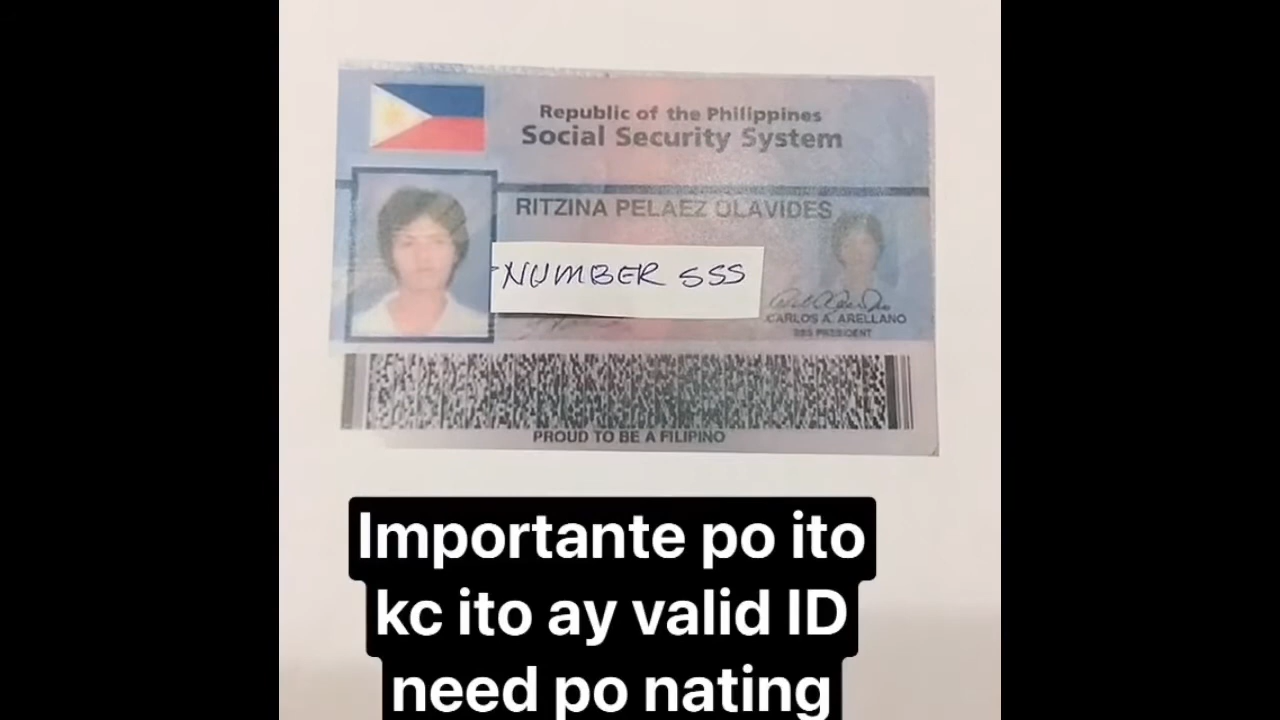 Republic of the Philippines
Social Security System
RITZINA PELAEZ OLAVIDES
NUMBER SSS
CARLOS A. ARELLANO
SSS PRESIDENT
PROUD TO BE A FILIPINO
Importante po ito
kc ito ay valid ID
need po nating